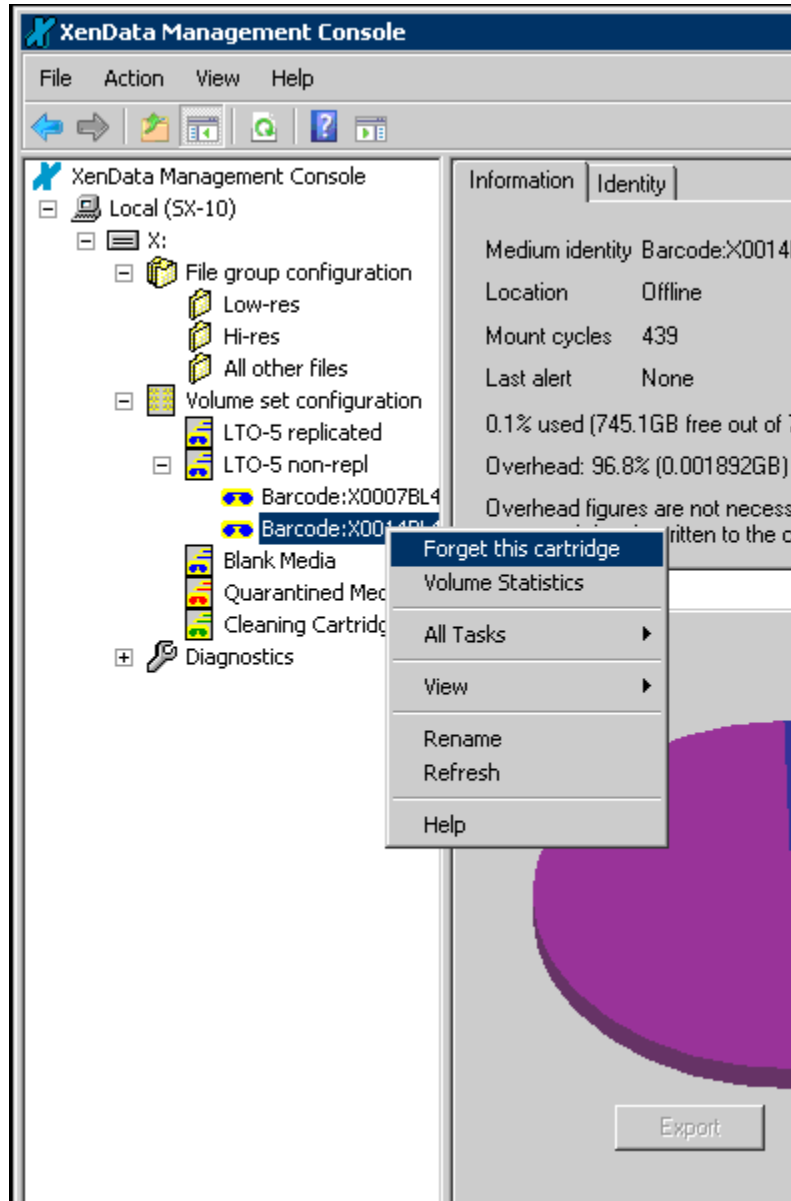 XenData Management Console
File Action View Help
XenData Management Console
Local (SX-10)
X:
File group configuration
Low-res
Hi-res
All other files
Volume set configuration
LTO-5 replicated
LTO-5 non-repl
Barcode:X0007BL4
Barcode:X0014BL4
Blank Media
Quarantined Med
Cleaning Cartridg
Diagnostics
Information Identity
Medium identity Barcode:X0014
Location Offline
Mount cycles 439
Last alert None
0.1% used (745.1GB free out of 7
Overhead: 96.8% (0.001892GB)
Overhead figures are not necess
ritten to the c
Forget this cartridge
Volume Statistics
All Tasks
View
Rename
Refresh
Help
Export